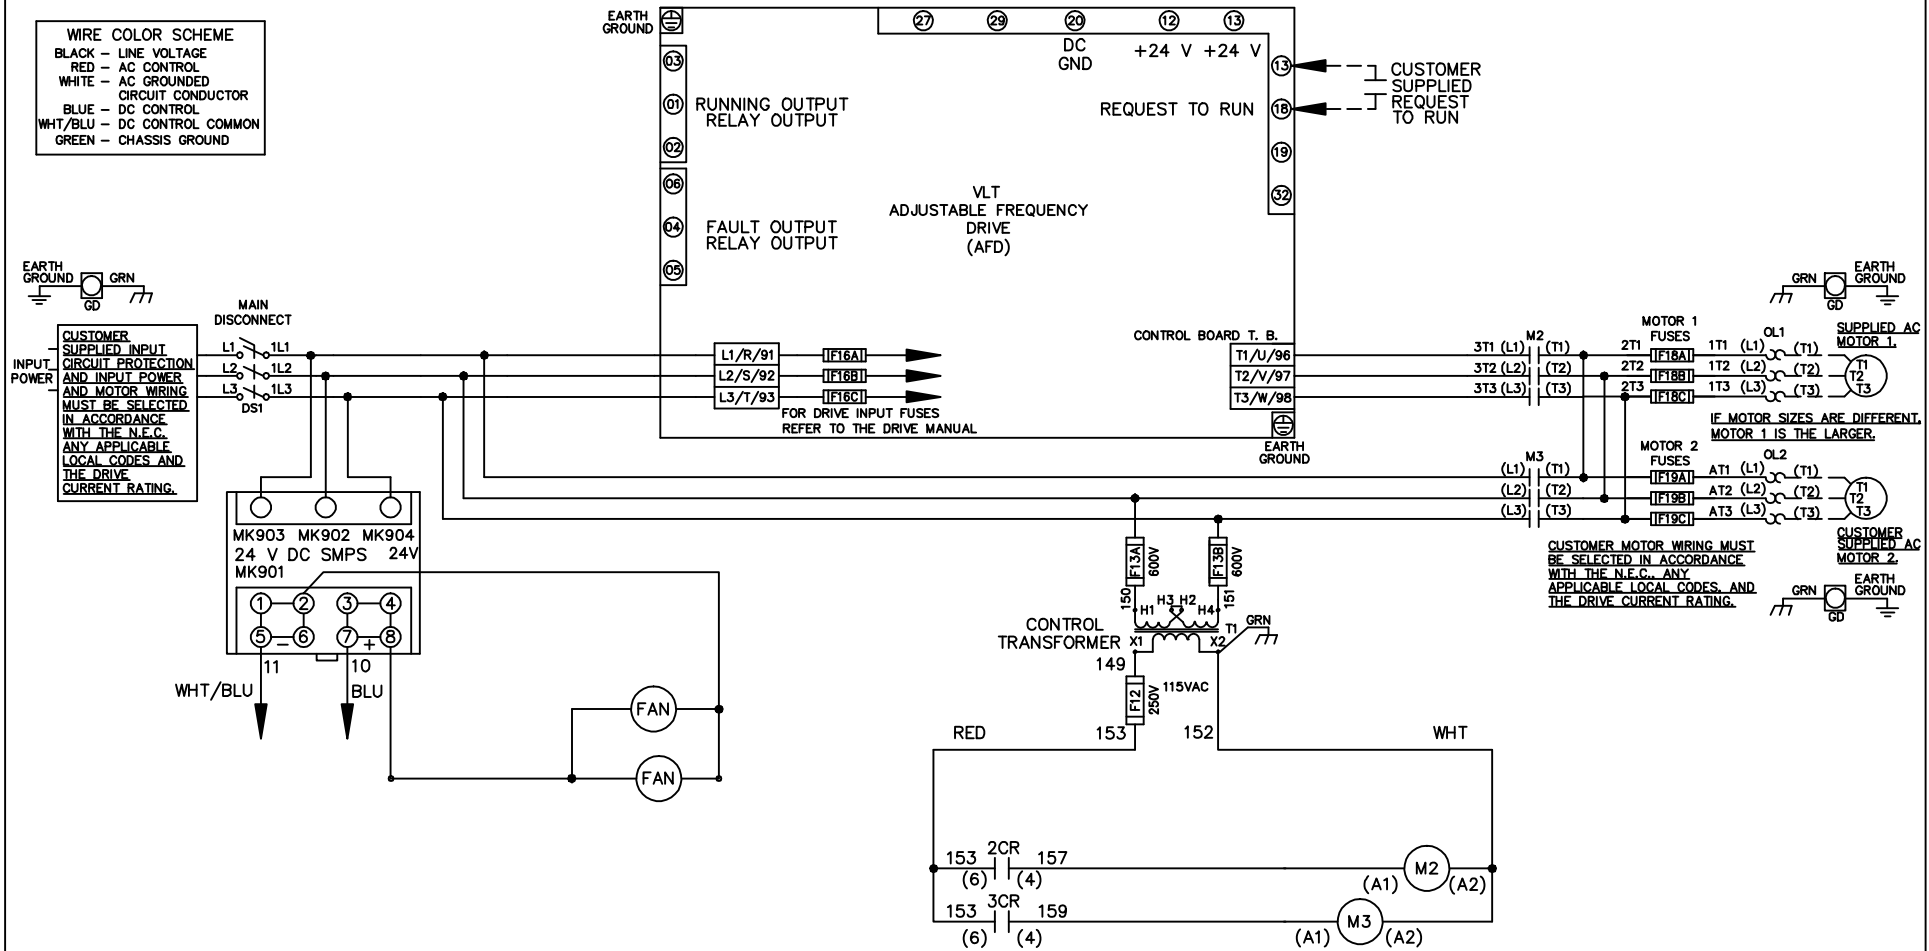 WIRE COLOR SCHEME
BLACK – LINE VOLTAGE
RED – AC CONTROL
WHITE – AC GROUNDED
CIRCUIT CONDUCTOR
BLUE – DC CONTROL
WHT/BLU – DC CONTROL COMMON
GREEN – CHASSIS GROUND
EARTH
GROUND
27 29 20 12 13
DC
GND
+24 V +24 V
03
01
02
RUNNING OUTPUT
RELAY OUTPUT
06
04
05
FAULT OUTPUT
RELAY OUTPUT
REQUEST TO RUN
13
18
19
32
CUSTOMER
SUPPLIED
REQUEST
TO RUN
VLT
ADJUSTABLE FREQUENCY
DRIVE
(AFD)
EARTH
GROUND
GRN
GD
INPUT
POWER
CUSTOMER
SUPPLIED INPUT
CIRCUIT PROTECTION
AND INPUT POWER
AND MOTOR WIRING
MUST BE SELECTED
IN ACCORDANCE
WITH THE N.E.C.
ANY APPLICABLE
LOCAL CODES AND
THE DRIVE
CURRENT RATING.
MAIN
DISCONNECT
L1 1L1
L2 1L2
L3 1L3
DS1
L1/R/91 F16A
L2/S/92 F16B
L3/T/93 F16C
FOR DRIVE INPUT FUSES
REFER TO THE DRIVE MANUAL
CONTROL BOARD T. B.
T1/U/96
T2/V/97
T3/W/98
EARTH
GROUND
M2
3T1 (L1) (T1)
3T2 (L2) (T2)
3T3 (L3) (T3)
MOTOR 1
FUSES
2T1 F18A 1T1 (L1) (T1)
2T2 F18B 1T2 (L2) (T2)
2T3 F18C 1T3 (L3) (T3)
OL1
GRN
GD
EARTH
GROUND
SUPPLIED AC
MOTOR 1.
T1
T2
T3
IF MOTOR SIZES ARE DIFFERENT,
MOTOR 1 IS THE LARGER.
M3
(L1) (T1)
(L2) (T2)
(L3) (T3)
MOTOR 2
FUSES
F19A AT1 (L1) (T1)
F19B AT2 (L2) (T2)
F19C AT3 (L3) (T3)
OL2
T1
T2
T3
CUSTOMER
SUPPLIED AC
MOTOR 2.
CUSTOMER MOTOR WIRING MUST
BE SELECTED IN ACCORDANCE
WITH THE N.E.C., ANY
APPLICABLE LOCAL CODES, AND
THE DRIVE CURRENT RATING.
GRN
GD
EARTH
GROUND
MK903 MK902 MK904
24 V DC SMPS 24V
MK901
1 2 3 4
5 – 6 7 + 8
11 10
WHT/BLU BLU
FAN
FAN
F13A 600V F13B 600V
150 151
H1 H3 H2 H4
CONTROL
TRANSFORMER
X1 X2 T1 GRN
149
F12 250V 115VAC
153 152
RED WHT
153 2CR 157
(6) (4)
M2
(A1) (A2)
153 3CR 159
(6) (4)
M3
(A1) (A2)